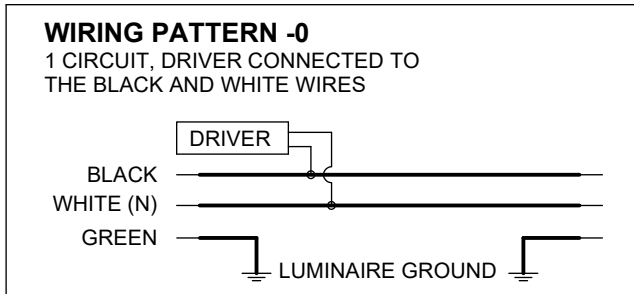 WIRING PATTERN -0
1 CIRCUIT, DRIVER CONNECTED TO
THE BLACK AND WHITE WIRES
DRIVER
BLACK
WHITE (N)
GREEN
LUMINAIRE GROUND